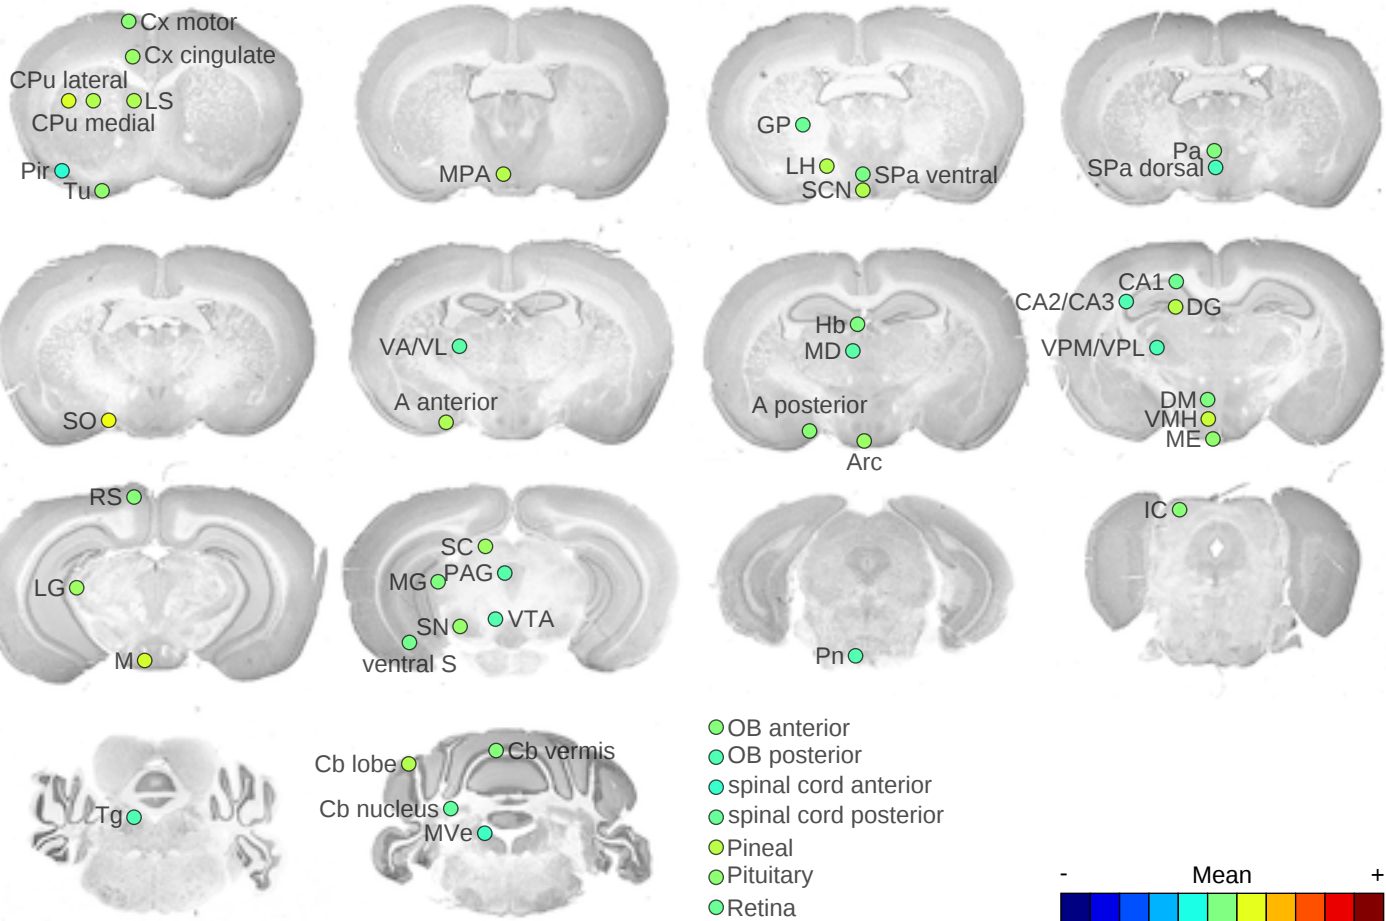 Cx motor
Cx cingulate
CPu lateral
LS
CPu medial
Pir
Tu
MPA
GP
LH
SPa ventral
SCN
Pa
SPa dorsal
SO
VA/VL
A anterior
Hb
MD
A posterior
Arc
CA1
CA2/CA3
DG
VPM/VPL
DM
VMH
ME
RS
LG
M
SC
MG
PAG
SN
VTA
ventral S
Pn
IC
Tg
Cb lobe
Cb vermis
Cb nucleus
MVe
OB anterior
OB posterior
spinal cord anterior
spinal cord posterior
Pineal
Pituitary
Retina
- Mean +